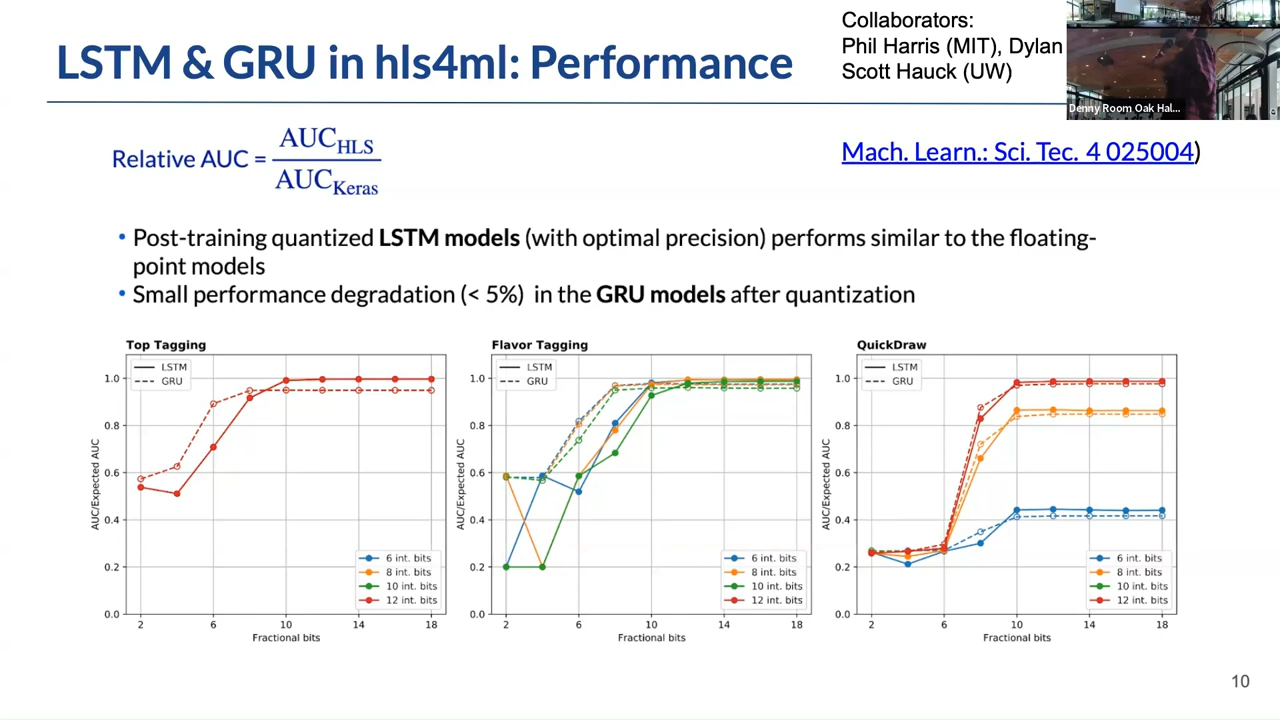 LSTM & GRU in hls4ml: Performance
Collaborators:
Phil Harris (MIT), Dylan
Scott Hauck (UW)
Denny Room Oak Hal...
Relative AUC = AUC_HLS / AUC_Keras
Mach. Learn.: Sci. Tec. 4 025004)
• Post-training quantized LSTM models (with optimal precision) performs similar to the floating-
point models
• Small performance degradation (< 5%) in the GRU models after quantization
Top Tagging
LSTM
GRU
AUC/Expected AUC
1.0
0.8
0.6
0.4
0.2
0.0
6 int. bits
8 int. bits
10 int. bits
12 int. bits
2 6 10 14 18
Fractional bits
Flavor Tagging
LSTM
GRU
AUC/Expected AUC
1.0
0.8
0.6
0.4
0.2
0.0
6 int. bits
8 int. bits
10 int. bits
12 int. bits
2 6 10 14 18
Fractional bits
QuickDraw
LSTM
GRU
AUC/Expected AUC
1.0
0.8
0.6
0.4
0.2
0.0
6 int. bits
8 int. bits
10 int. bits
12 int. bits
2 6 10 14 18
Fractional bits
10